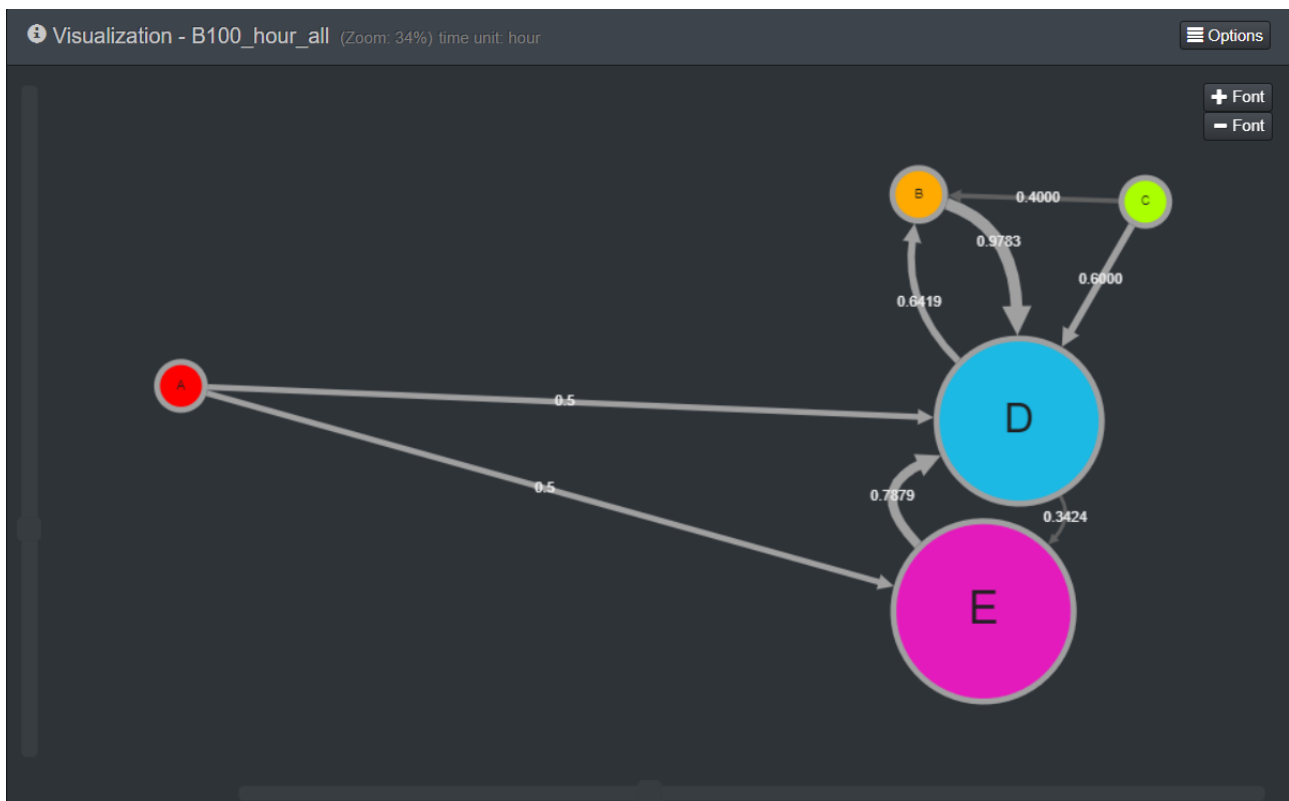 Visualization - B100_hour_all (Zoom: 34%) time unit: hour
Options
Font
Font
B
0.4000
C
0.9783
0.6000
0.6419
A
0.5
D
0.5
0.7879
0.3424
E